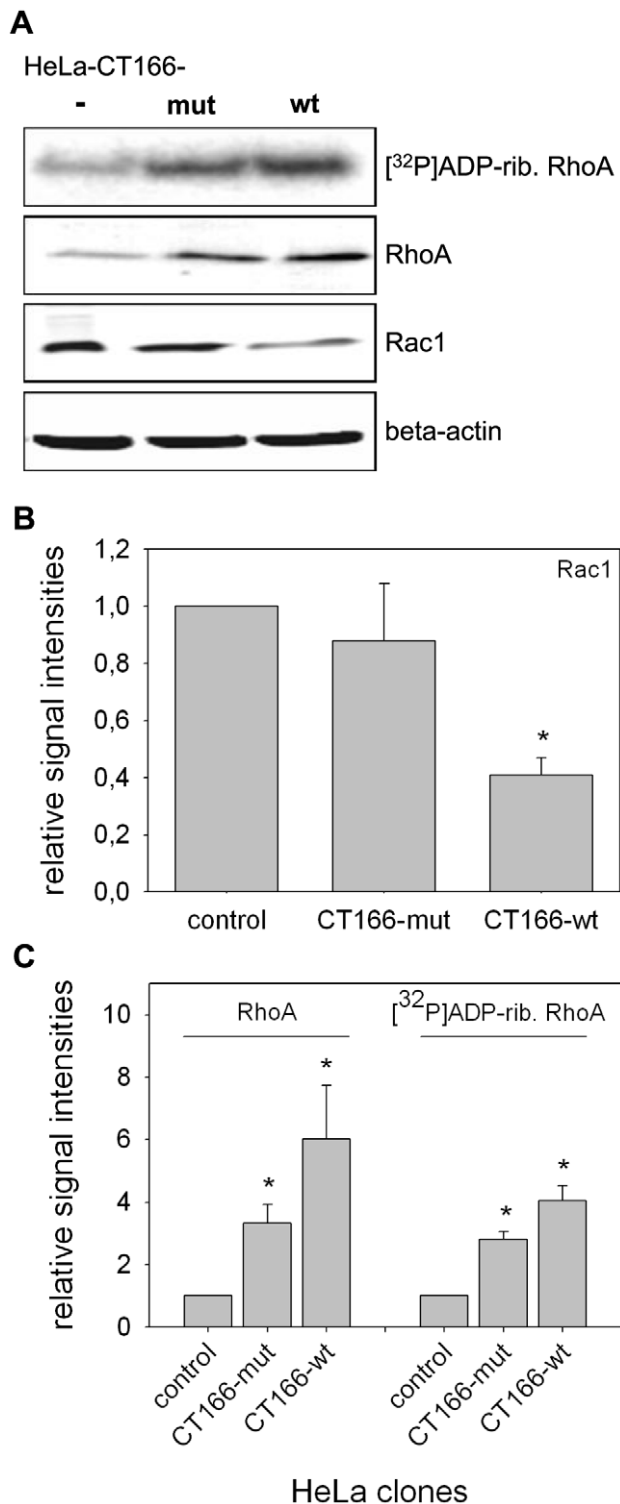 A
HeLa-CT166-
- mut wt
[³²P]ADP-rib. RhoA
RhoA
Rac1
beta-actin
B
relative signal intensities
1,2
1,0
0,8
0,6
0,4
0,2
0,0
Rac1
*
control CT166-mut CT166-wt
C
relative signal intensities
10
8
6
4
2
0
RhoA [³²P]ADP-rib. RhoA
* * * *
control CT166-mut CT166-wt control CT166-mut CT166-wt
HeLa clones